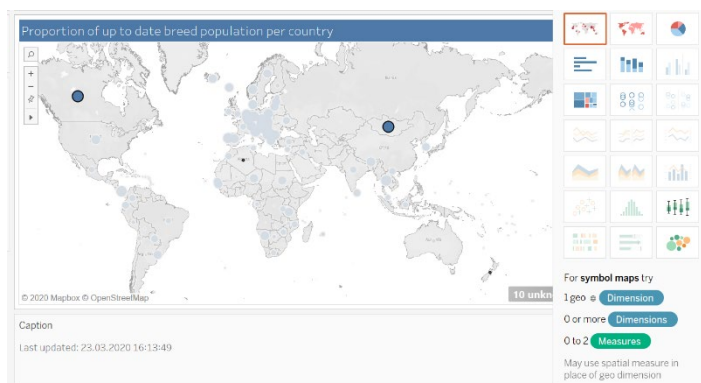 Proportion of up to date breed population per country
© 2020 Mapbox © OpenStreetMap
10 unkn
Caption
Last updated: 23.03.2020 16:13:49
For symbol maps try
1 geo Dimension
0 or more Dimensions
0 to 2 Measures
May use spatial measure in
place of geo dimension